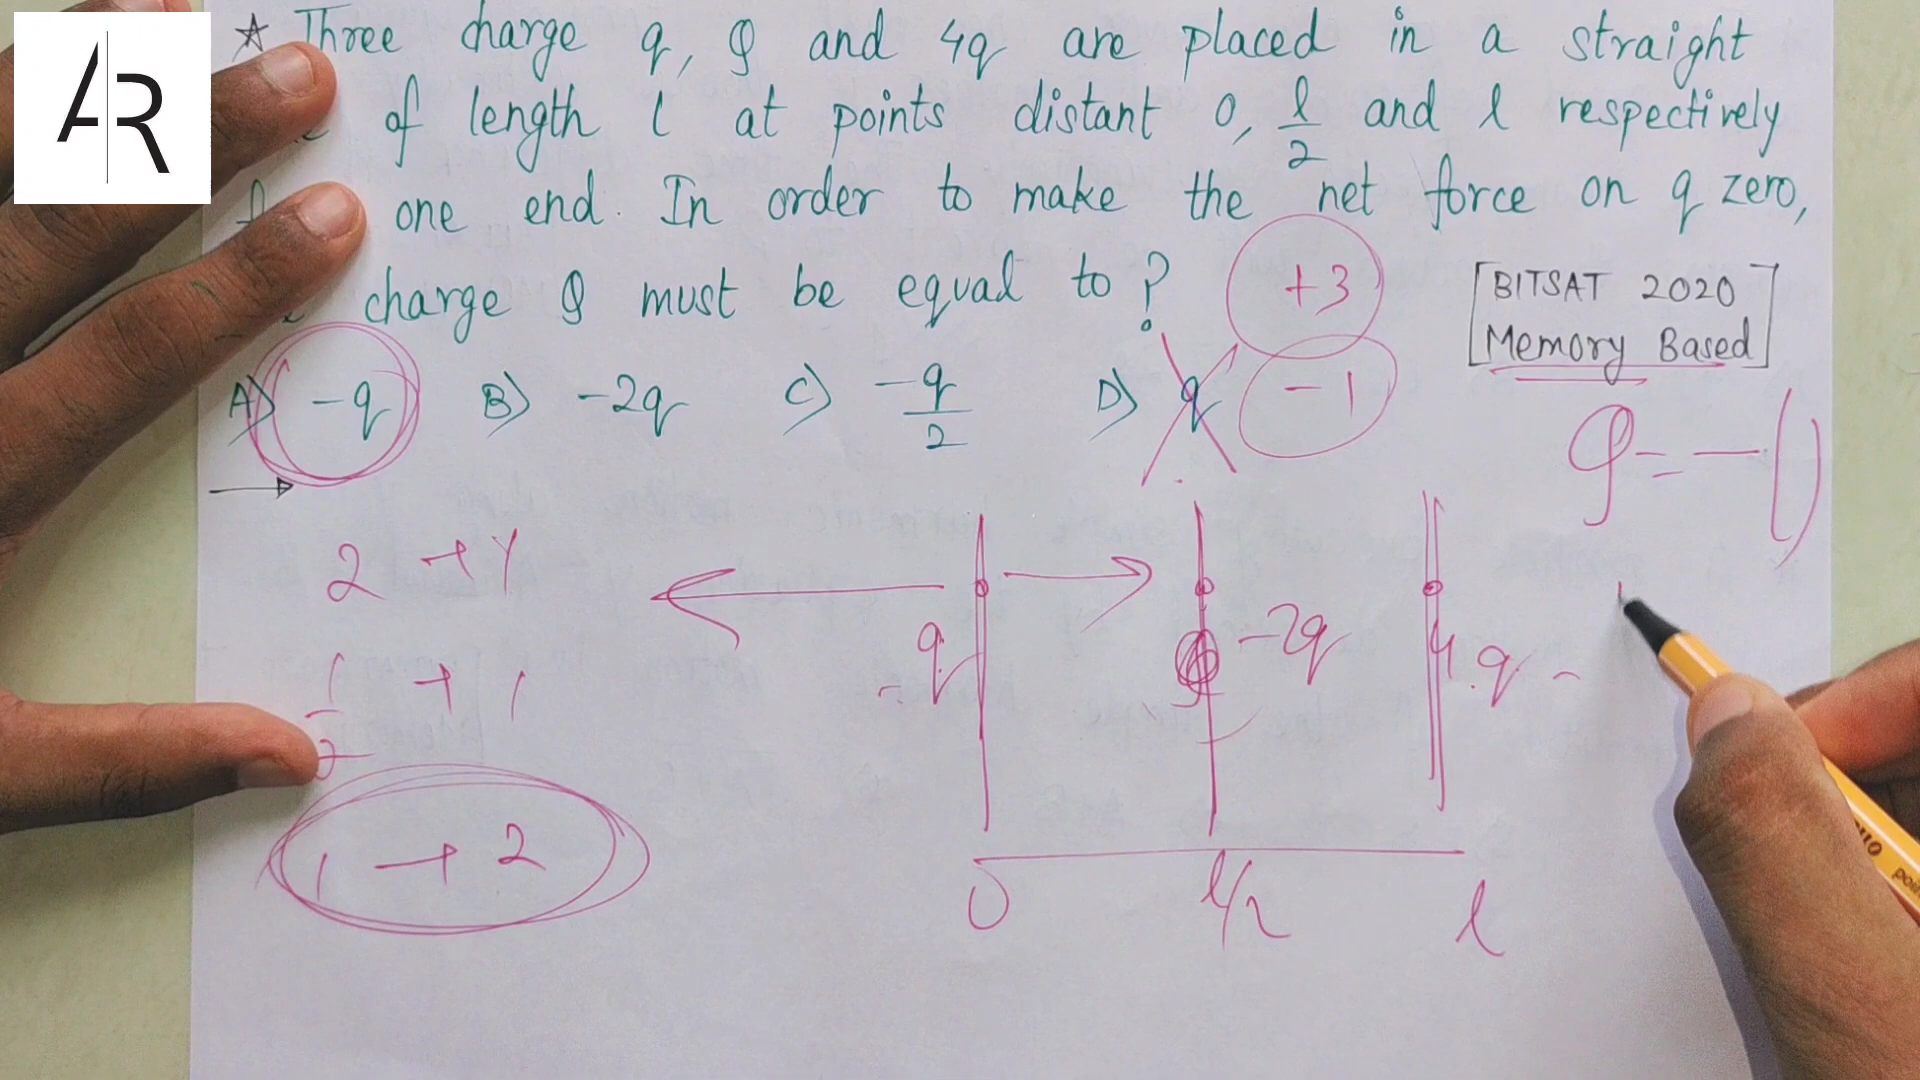 AR
Three charge q, Q and 4q are placed in a straight
of length l at points distant 0, l/2 and l respectively
one end. In order to make the net force on q zero,
charge Q must be equal to?
+3
[BITSAT 2020
Memory Based]
A) -q B) -2q C) -q/2 D) q
-1
Q = -(
2 → Y
1/2 → 1
1 → 2
q -2q 4q
0 l/2 l